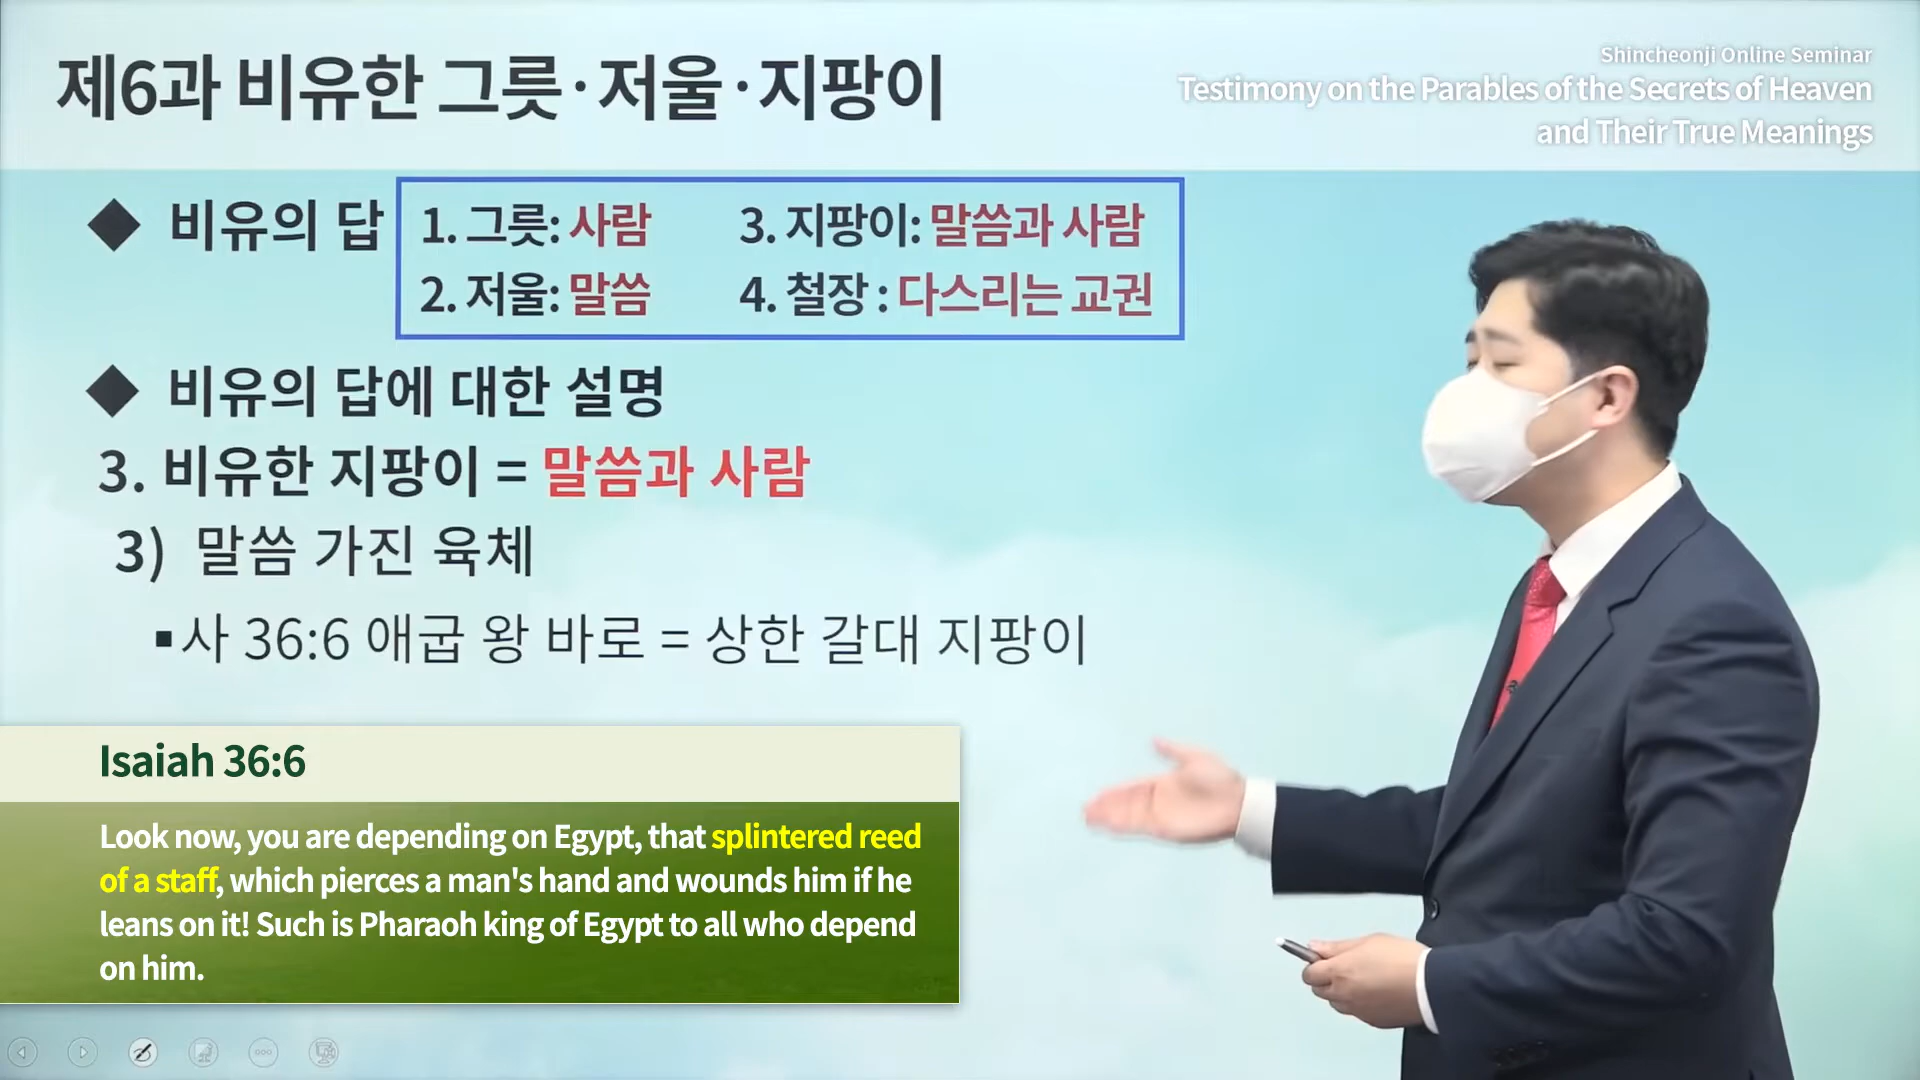 제6과 비유한 그릇·저울·지팡이
Shincheonji Online Seminar
Testimony on the Parables of the Secrets of Heaven
and Their True Meanings
◆ 비유의 답
1. 그릇: 사람
3. 지팡이: 말씀과 사람
2. 저울: 말씀
4. 철장 : 다스리는 교권
◆ 비유의 답에 대한 설명
3. 비유한 지팡이 = 말씀과 사람
3) 말씀 가진 육체
▪사 36:6 애굽 왕 바로 = 상한 갈대 지팡이
Isaiah 36:6
Look now, you are depending on Egypt, that splintered reed
of a staff, which pierces a man's hand and wounds him if he
leans on it! Such is Pharaoh king of Egypt to all who depend
on him.